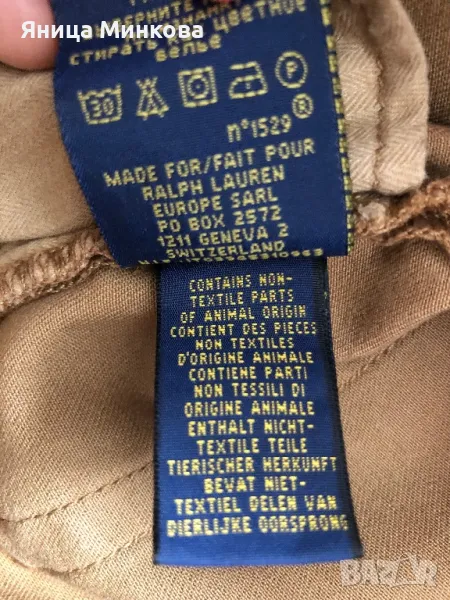 Яница Минкова
СТИРАТЬ ЦВЕТНОЕ
БЕЛЬЕ
30
P
n°1529 ®
MADE FOR/FAIT POUR
RALPH LAUREN
EUROPE SARL
PO BOX 2572
1211 GENEVA 2
SWITZERLAND
CONTAINS NON-
TEXTILE PARTS
OF ANIMAL ORIGIN
CONTIENT DES PIECES
NON TEXTILES
D'ORIGINE ANIMALE
CONTIENE PARTI
NON TESSILI DI
ORIGINE ANIMALE
ENTHALT NICHT-
TEXTILE TEILE
TIERISCHER HERKUNFT
BEVAT NIET-
TEXTIEL DELEN VAN
DIERLIJKE OORSPRONG
BAZAR